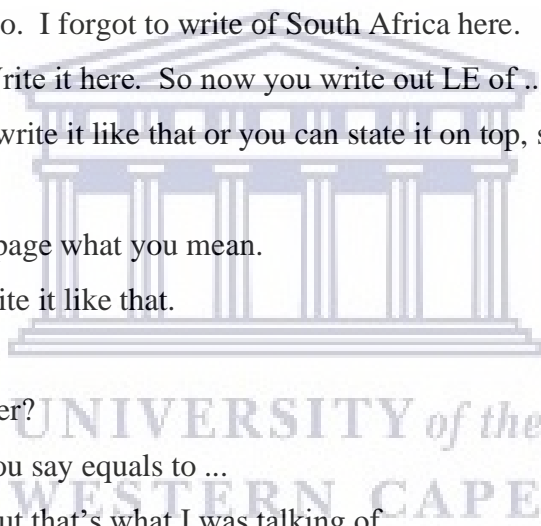 o. I forgot to write of South Africa here.
rite it here. So now you write out LE of ..
write it like that or you can state it on top, s
page what you mean.
ite it like that.
er?
UNIVERSITY of the
ou say equals to ...
WESTERN CAPE
ut that's what I was talking of